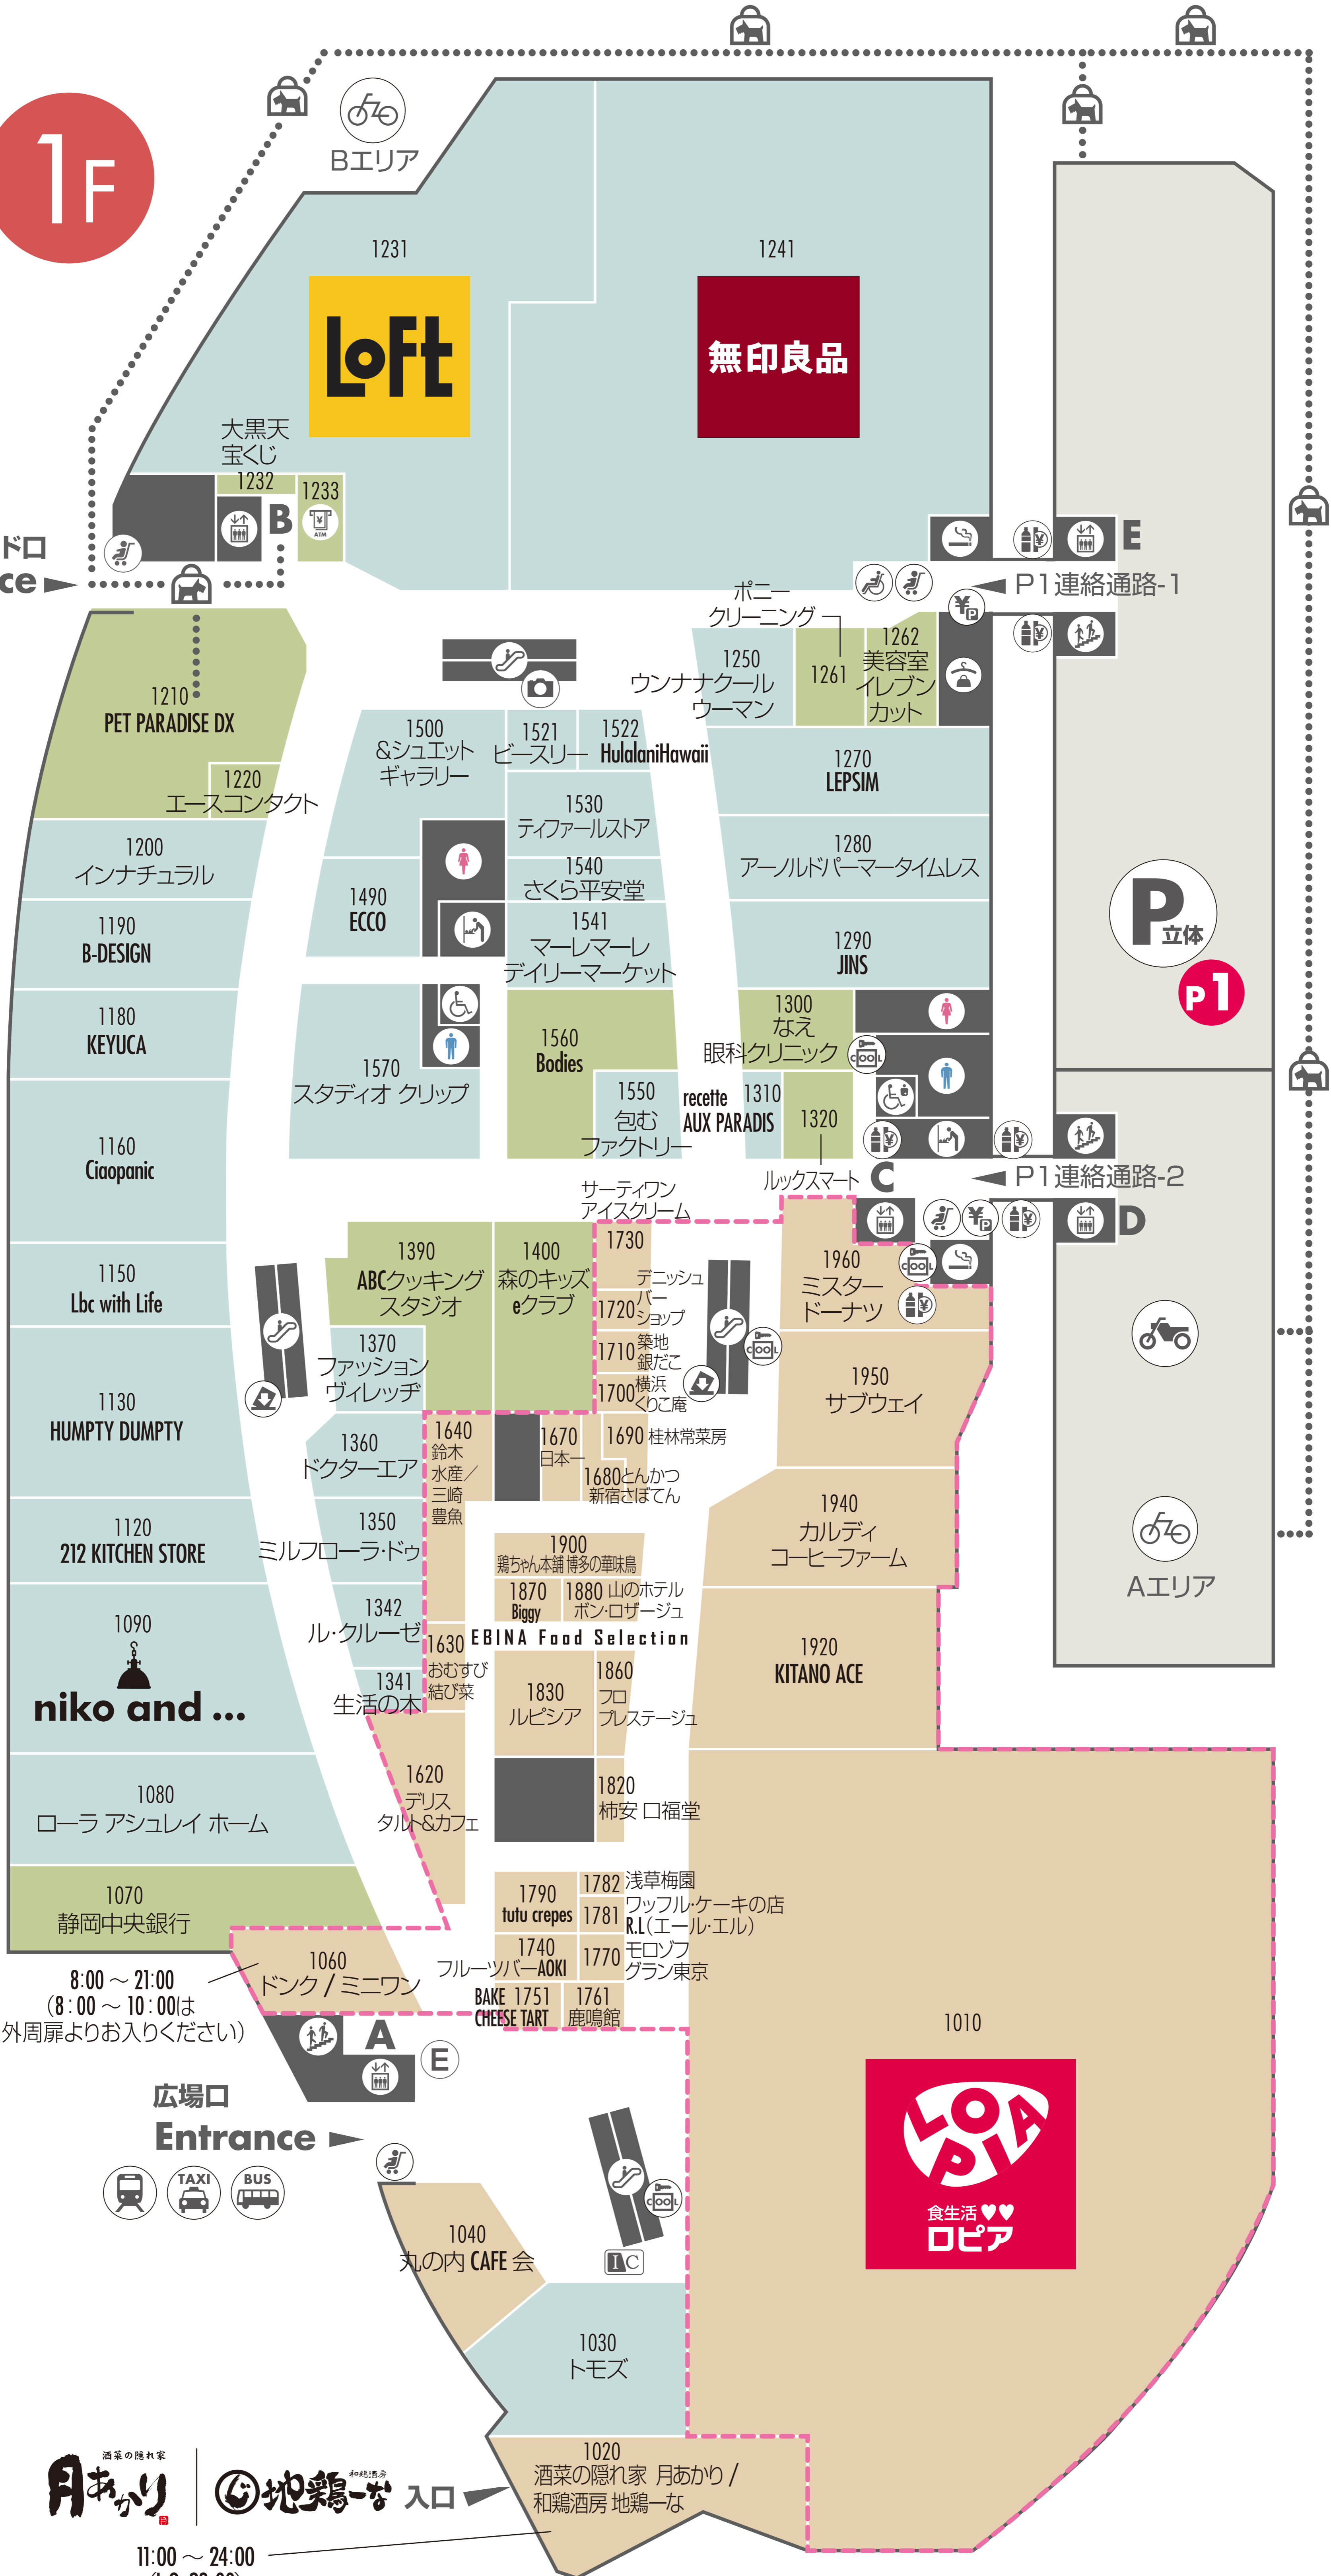 1F
Bエリア
1231
LOFT
1241
無印良品
大黒天
宝くじ
1232
1233
ATM
B
ドロ
ce
E
P1連絡通路-1
1210
PET PARADISE DX
1220
エースコンタクト
ポニー
クリーニング
1250
ウンナナクール
ウーマン
1261
1262
美容室
イレブン
カット
1500
&シュエット
ギャラリー
1521
ビースリー
1522
HulalaniHawaii
1270
LEPSIM
1530
ティファールストア
1200
インナチュラル
1540
さくら平安堂
1280
アーノルドパーマータイムレス
1490
ECCO
1190
B-DESIGN
1541
マーレマーレ
デイリーマーケット
1290
JINS
P
立体
P1
1180
KEYUCA
1570
スタディオ クリップ
1560
Bodies
1300
なえ
眼科クリニック
COOL
1550
包む
ファクトリー
recette
AUX PARADIS
1310
1320
ルックスマート
C
P1連絡通路-2
D
1160
Ciaopanic
サーティワン
アイスクリーム
1730
1390
ABCクッキング
スタジオ
1400
森のキッズ
eクラブ
1960
ミスター
ドーナツ
COOL
1150
Lbc with Life
デニッシュ
バー
ショップ
1720
1710
築地
銀だこ
1700
横浜
くりこ庵
COOL
1370
ファッション
ヴィレッヂ
1130
HUMPTY DUMPTY
1950
サブウェイ
1360
ドクターエア
1640
鈴木
水産/
三崎
豊魚
1670
日本一
1690 桂林常菜房
1680とんかつ
新宿さぼてん
1120
212 KITCHEN STORE
1350
ミルフローラ・ドゥ
1900
鶏ちゃん本舗 博多の華味鳥
1940
カルディ
コーヒーファーム
Aエリア
1870
Biggy
1880 山のホテル
ボン・ロザージュ
1090
niko and ...
1342
ル・クルーゼ
EBINA Food Selection
1630
おむすび
結び菜
1341
生活の木
1830
ルピシア
1860
フロ
プレステージュ
1920
KITANO ACE
1080
ローラ アシュレイ ホーム
1620
デリス
タルト&カフェ
1820
柿安 口福堂
1070
静岡中央銀行
1790
tutu crepes
1782
浅草梅園
1781
ワッフル・ケーキの店
R.L(エール・エル)
1740
フルーツバーAOKI
1770
モロゾフ
グラン東京
1060
ドンク / ミニワン
8:00 ～ 21:00
(8:00 ～ 10:00は
外周扉よりお入りください)
BAKE 1751
CHEESE TART
1761
鹿鳴館
A
E
広場口
Entrance
TAXI
BUS
COOL
IC
1010
LOPIA
食生活♥♥
ロピア
1040
丸の内 CAFE 会
1030
トモズ
1020
酒菜の隠れ家 月あかり /
和鶏酒房 地鶏一な
酒菜の隠れ家
月あかり
和鶏酒房
地鶏一な
入口
11:00 ～ 24:00